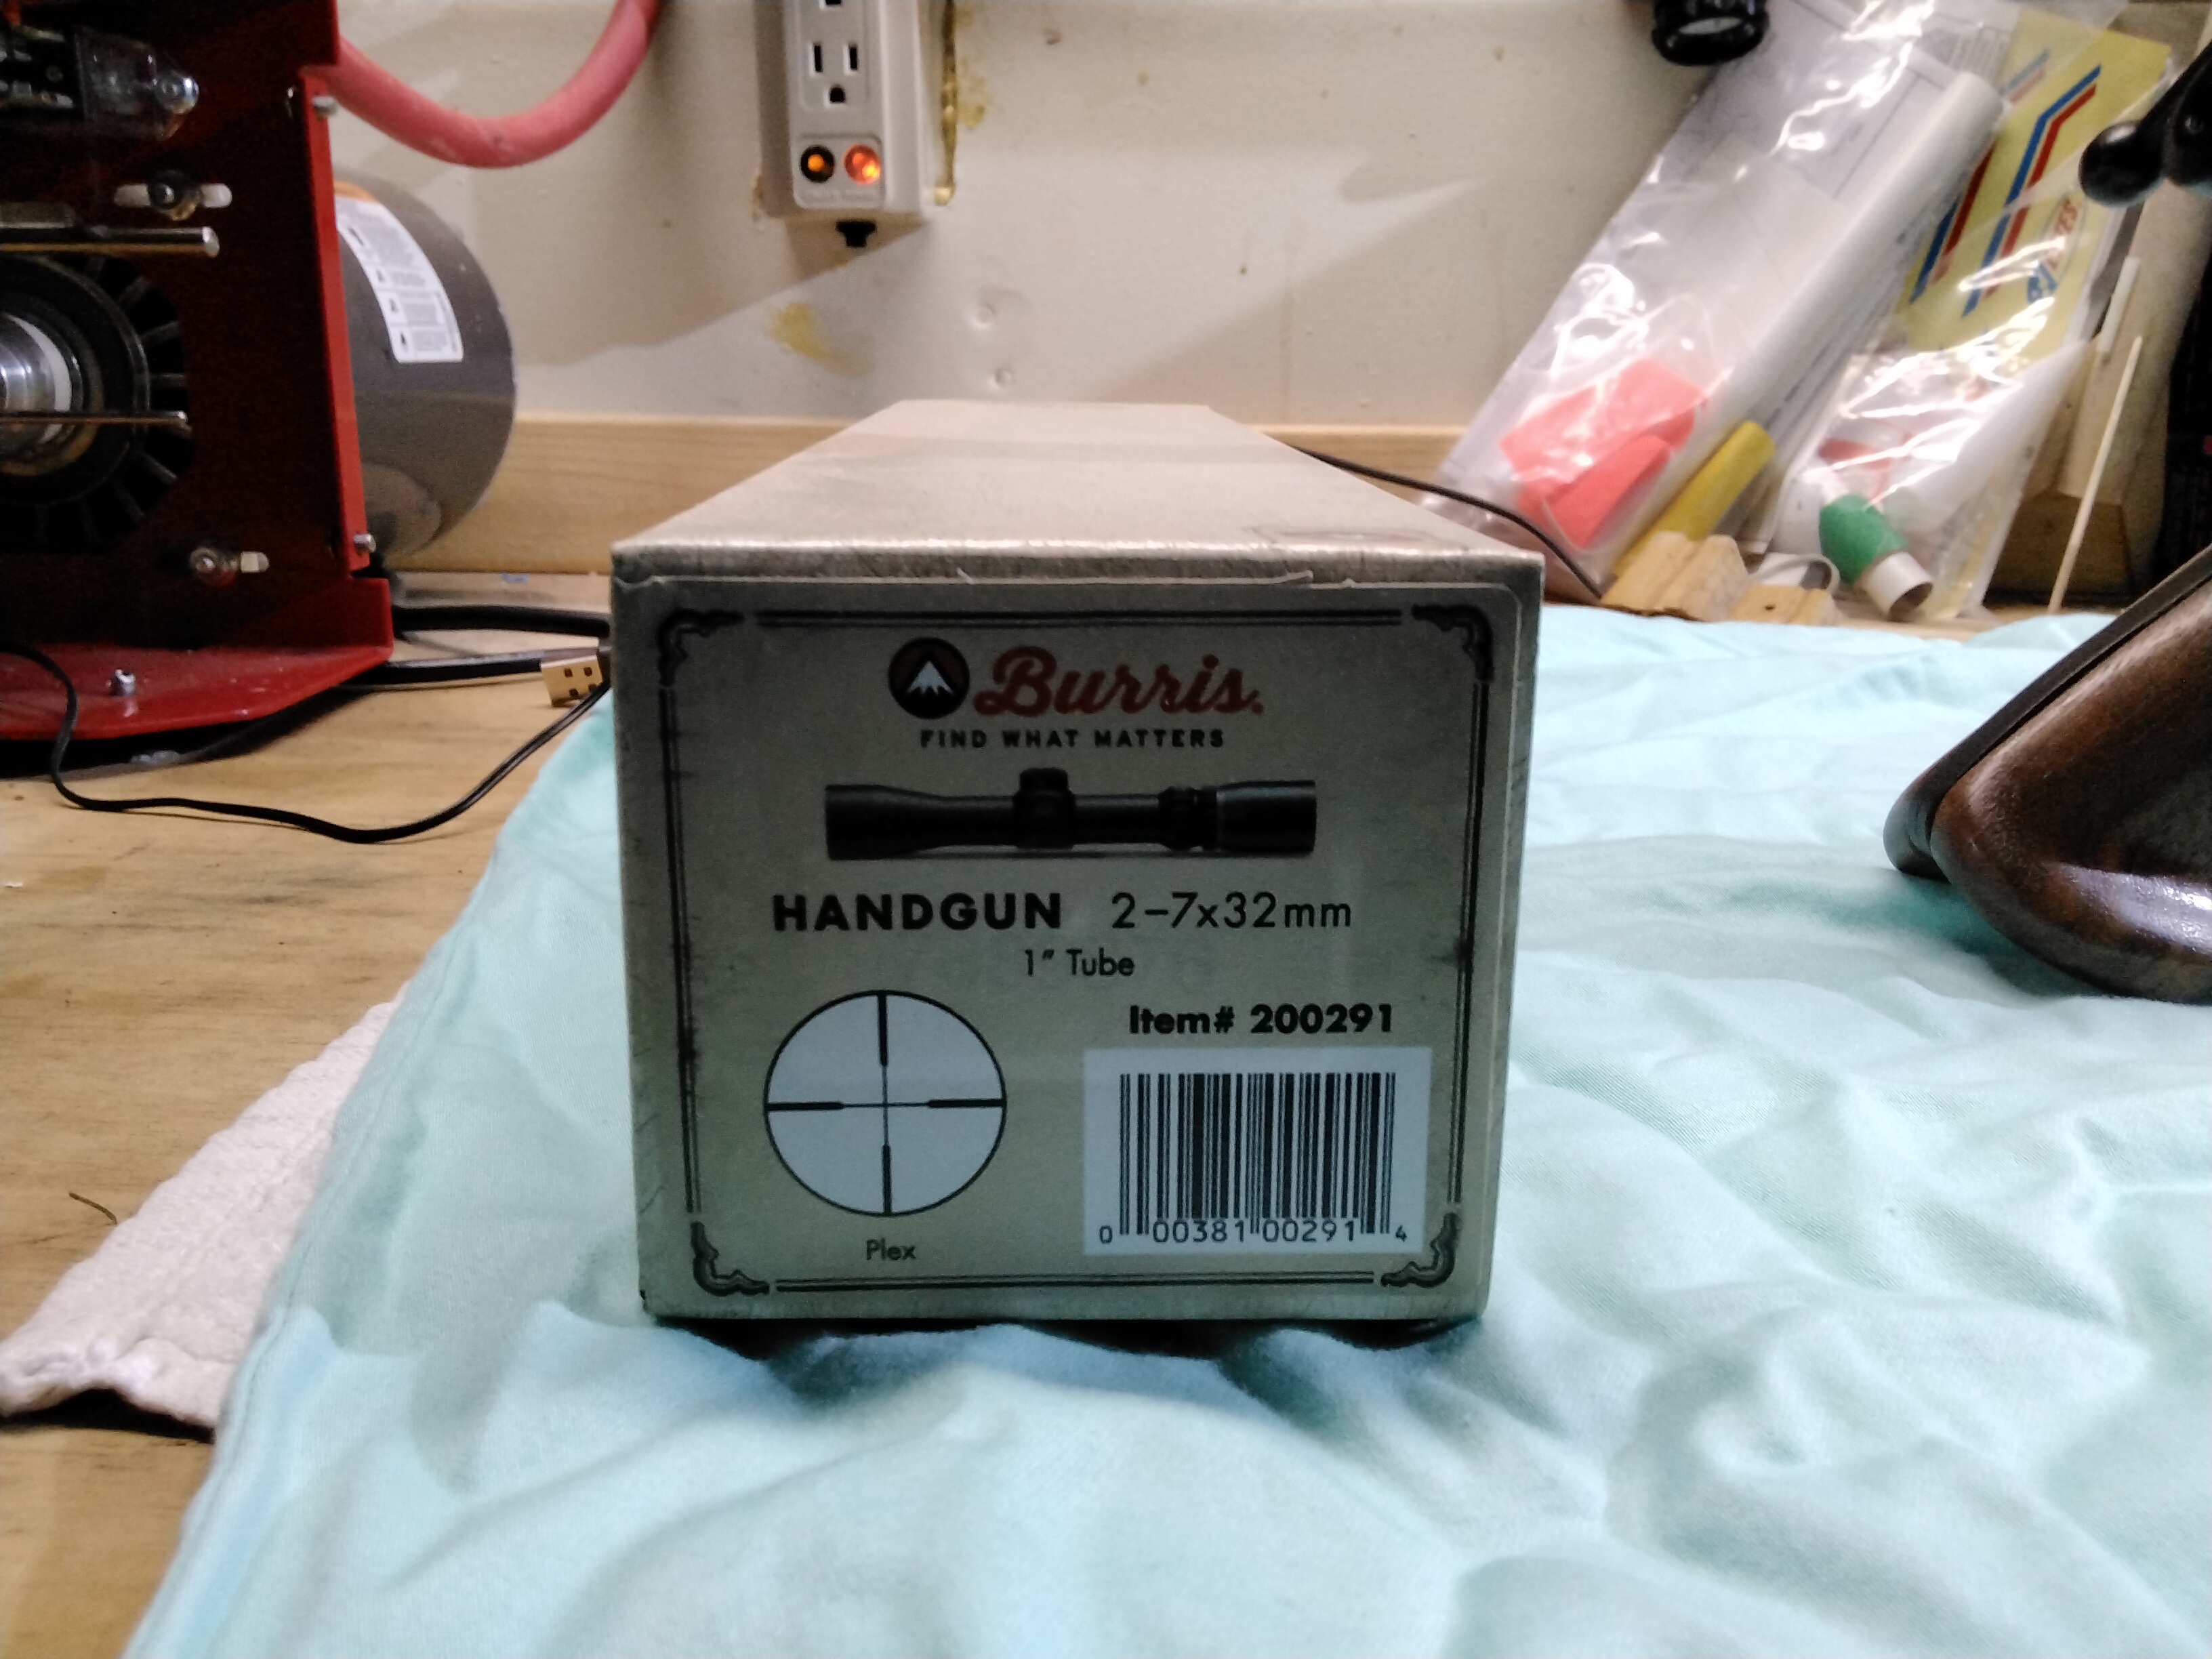 Burris.
FIND WHAT MATTERS
HANDGUN 2-7x32mm
1" Tube
Item# 200291
Plex
0 00381 00291 4